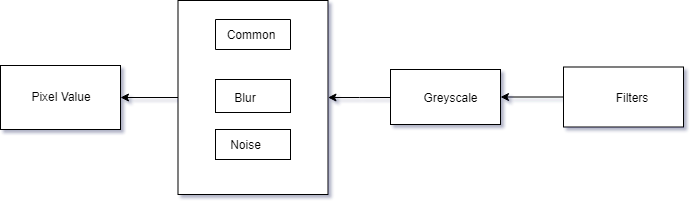 Common
Pixel Value
Blur
Greyscale
Filters
Noise